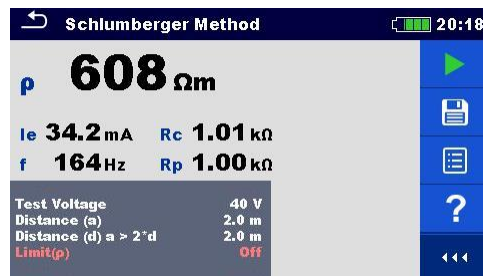 Schlumberger Method 20:18
ρ 608 Ωm
Ie 34.2 mA Rc 1.01 kΩ
f 164 Hz Rp 1.00 kΩ
Test Voltage 40 V
Distance (a) 2.0 m
Distance (d) a > 2*d 2.0 m
Limit(ρ) Off
?